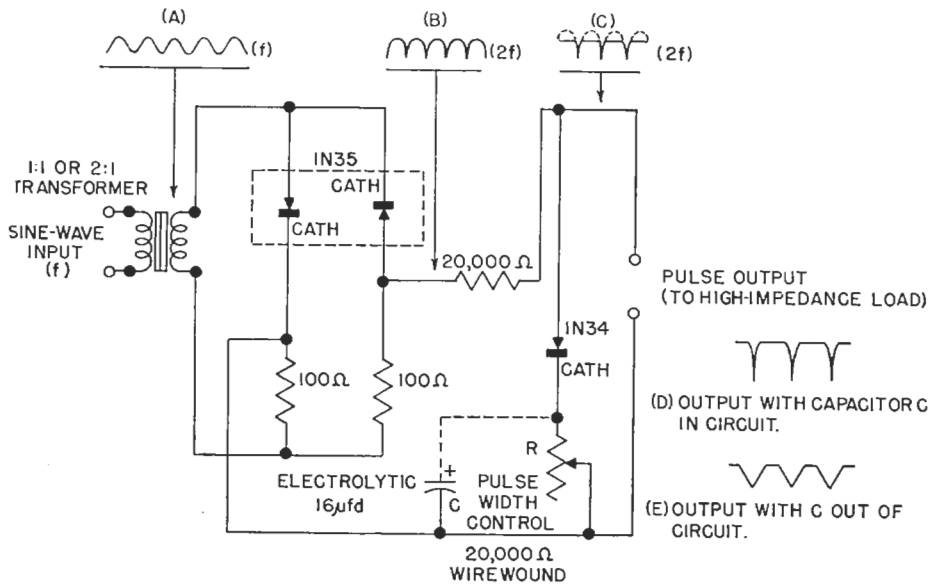 (A)
(f)
(B)
(2f)
(C)
(2f)
1:1 OR 2:1
TRANSFORMER
SINE-WAVE
INPUT
(f)
1N35
CATH
CATH
20,000 Ω
100Ω
100Ω
1N34
CATH
PULSE OUTPUT
(TO HIGH-IMPEDANCE LOAD)
(D) OUTPUT WITH CAPACITOR C
IN CIRCUIT.
(E) OUTPUT WITH C OUT OF
CIRCUIT.
ELECTROLYTIC
16µfd
+
C
R
PULSE
WIDTH
CONTROL
20,000 Ω
WIREWOUND